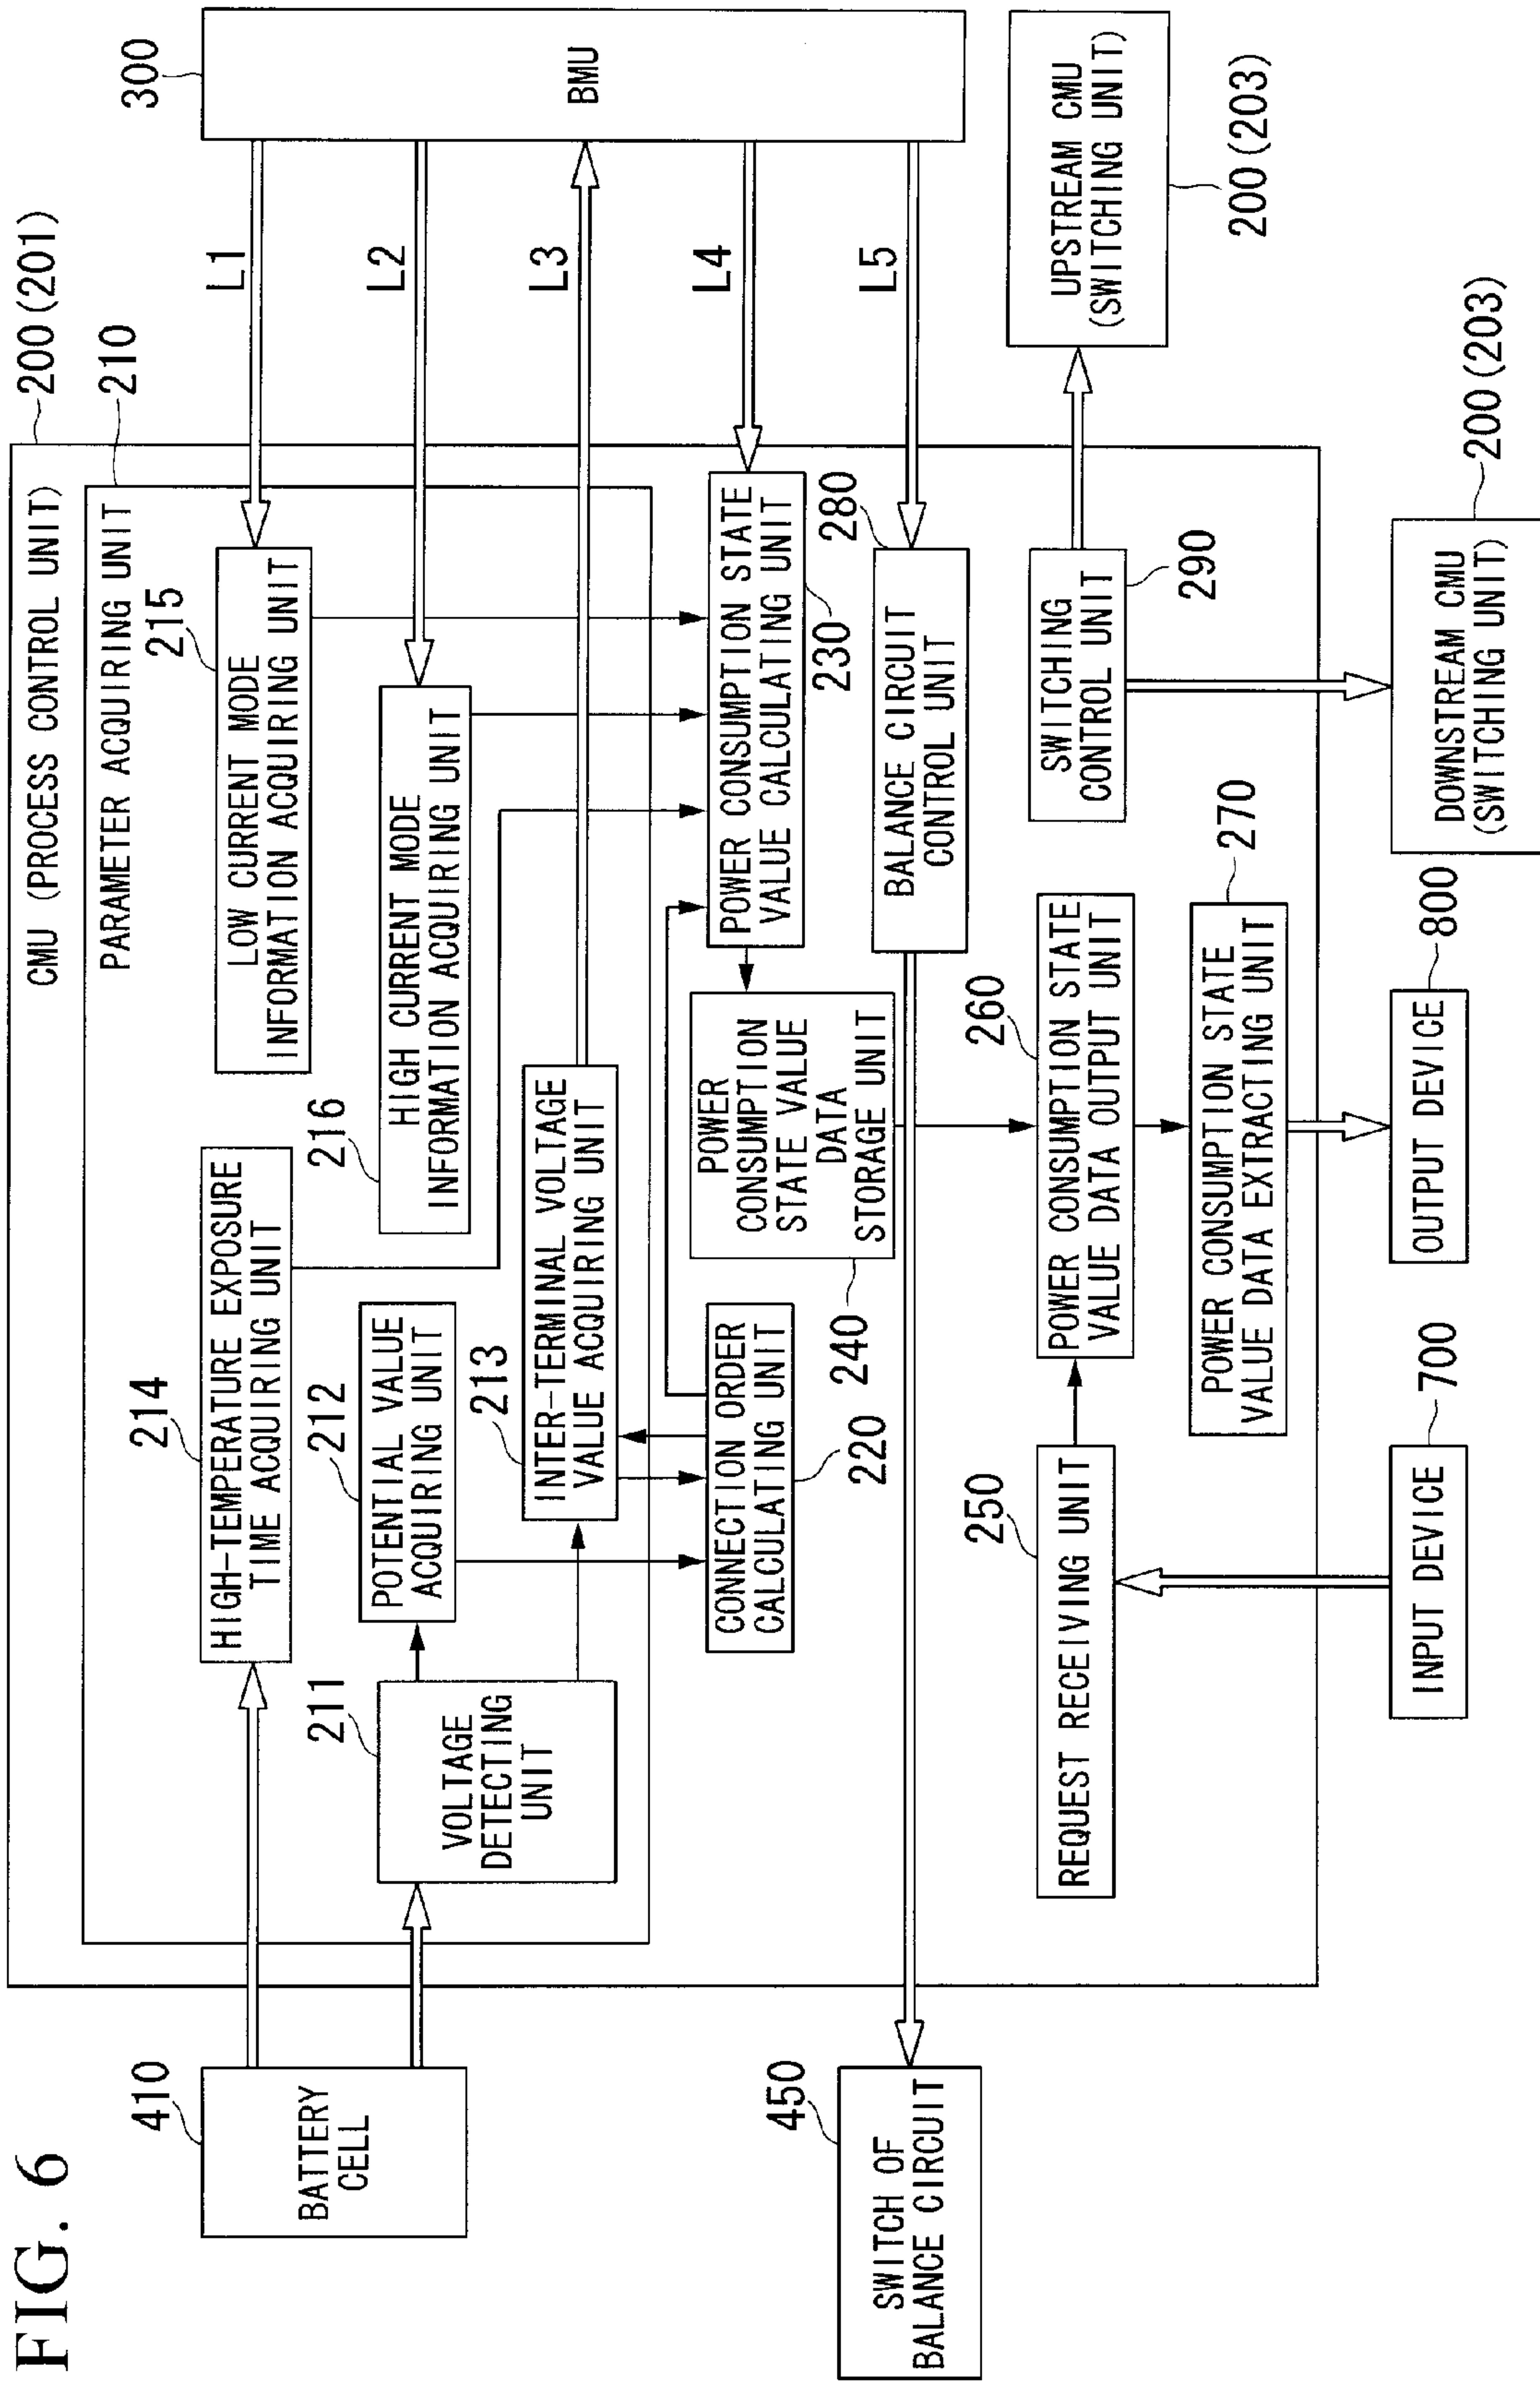 FIG. 6
CMU (PROCESS CONTROL UNIT)
200(201)
PARAMETER ACQUIRING UNIT
210
410
BATTERY
CELL
214
HIGH-TEMPERATURE EXPOSURE
TIME ACQUIRING UNIT
215
LOW CURRENT MODE
INFORMATION ACQUIRING UNIT
L1
300
BMU
211
VOLTAGE
DETECTING
UNIT
212
POTENTIAL VALUE
ACQUIRING UNIT
216
HIGH CURRENT MODE
INFORMATION ACQUIRING UNIT
L2
213
INTER-TERMINAL VOLTAGE
VALUE ACQUIRING UNIT
L3
CONNECTION ORDER
CALCULATING UNIT
220
POWER
CONSUMPTION
STATE VALUE
DATA
STORAGE UNIT
240
POWER CONSUMPTION STATE
VALUE CALCULATING UNIT
230
L4
450
SWITCH OF
BALANCE CIRCUIT
280
BALANCE CIRCUIT
CONTROL UNIT
L5
250
REQUEST RECEIVING UNIT
260
POWER CONSUMPTION STATE
VALUE DATA OUTPUT UNIT
SWITCHING
CONTROL UNIT
290
UPSTREAM CMU
(SWITCHING UNIT)
200(203)
POWER CONSUMPTION STATE
VALUE DATA EXTRACTING UNIT
270
INPUT DEVICE
700
OUTPUT DEVICE
800
DOWNSTREAM CMU
(SWITCHING UNIT)
200(203)